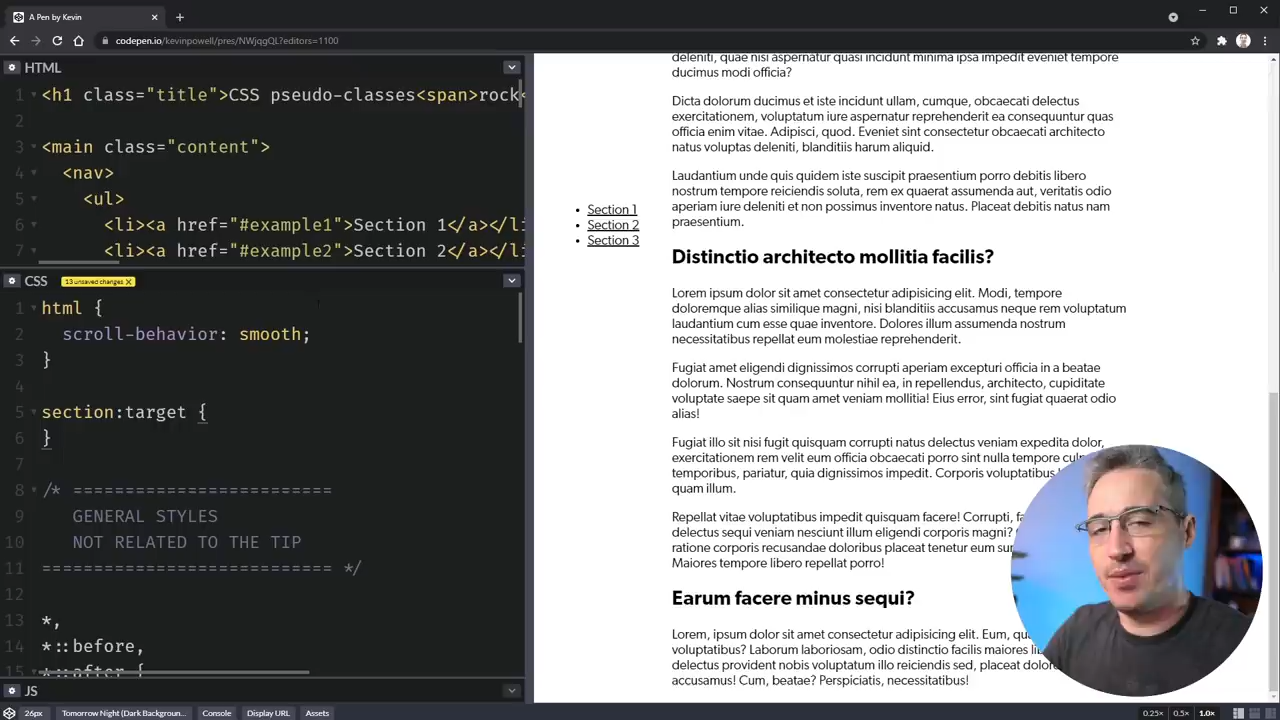 A Pen by Kevin
codepen.io/kevinpowell/pres/NWjqgQL?editors=1100
HTML
1 <h1 class="title">CSS pseudo-classes<span>rock
2
3 <main class="content">
4 <nav>
5 <ul>
6 <li><a href="#example1">Section 1</a></li
7 <li><a href="#example2">Section 2</a></li
CSS 13 unsaved changes X
1 html {
2 scroll-behavior: smooth;
3 }
4
5 section:target {
6 }
7
8 /* =========================
9 GENERAL STYLES
10 NOT RELATED TO THE TIP
11 ============================ */
12
13 *,
14 *::before,
15 *::after {
JS
26px Tomorrow Night (Dark Backgroun... Console Display URL Assets
Section 1
Section 2
Section 3
deleniti, quae nisi aspernatur quasi incidunt minima ipsa impedit eveniet tempore
ducimus modi officia?
Dicta dolorum ducimus et iste incidunt ullam, cumque, obcaecati delectus
exercitationem, voluptatum iure aspernatur reprehenderit ea consequuntur quas
officia enim vitae. Adipisci, quod. Eveniet sint consectetur obcaecati architecto
natus voluptas deleniti, blanditiis harum aliquid.
Laudantium unde quis quidem iste suscipit praesentium porro debitis libero
nostrum tempore reiciendis soluta, rem ex quaerat assumenda aut, veritatis odio
aperiam iure deleniti et non possimus inventore natus. Placeat debitis natus nam
praesentium.
Distinctio architecto mollitia facilis?
Lorem ipsum dolor sit amet consectetur adipisicing elit. Modi, tempore
doloremque alias similique magni, nisi blanditiis accusamus neque rem voluptatum
laudantium cum esse quae inventore. Dolores illum assumenda nostrum
necessitatibus repellat eum molestiae reprehenderit.
Fugiat amet eligendi dignissimos corrupti aperiam excepturi officia in a beatae
dolorum. Nostrum consequuntur nihil ea, in repellendus, architecto, cupiditate
voluptate saepe sit quam amet veniam mollitia! Eius error, sint fugiat quaerat odio
alias!
Fugiat illo sit nisi fugit quisquam corrupti natus delectus veniam expedita dolor,
exercitationem rem velit eum officia obcaecati porro sint nulla tempore
temporibus, pariatur, quia dignissimos impedit. Corporis voluptatibus
quam illum.
Repellat vitae voluptatibus impedit quisquam facere! Corrupti,
delectus sequi veniam nesciunt illum eligendi corporis magni?
ratione corporis recusandae doloribus placeat tenetur eum
Maiores tempore libero repellat porro!
Earum facere minus sequi?
Lorem, ipsum dolor sit amet consectetur adipisicing elit. Eum,
voluptatibus? Laborum laboriosam, odio distinctio facilis maiores
delectus provident nobis voluptatum illo reiciendis sed, placeat
accusamus! Cum, beatae? Perspiciatis, necessitatibus!
0.25× 0.5× 1.0×